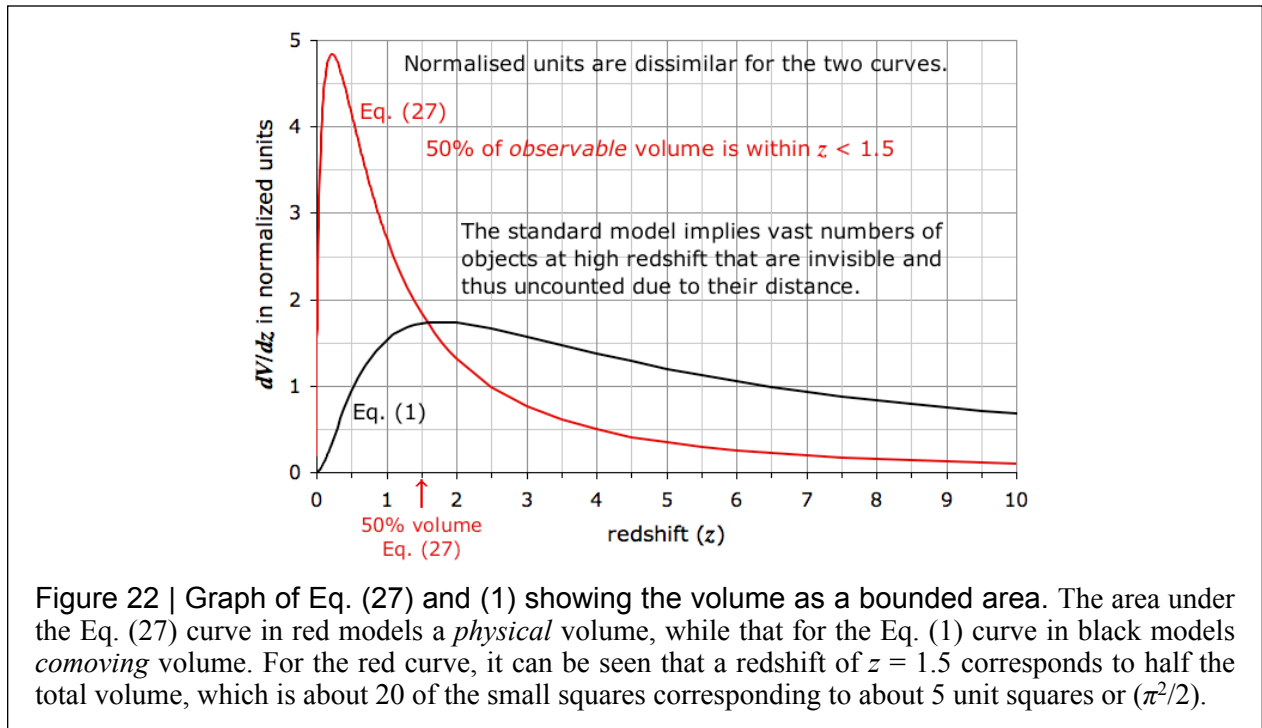 5
Normalised units are dissimilar for the two curves.
Eq. (27)
4
50% of observable volume is within z < 1.5
3
The standard model implies vast numbers of
objects at high redshift that are invisible and
thus uncounted due to their distance.
dV/dz in normalized units
2
1
Eq. (1)
0
0 1 2 3 4 5 6 7 8 9 10
↑
50% volume
Eq. (27)
redshift (z)
Figure 22 | Graph of Eq. (27) and (1) showing the volume as a bounded area. The area under
the Eq. (27) curve in red models a physical volume, while that for the Eq. (1) curve in black models
comoving volume. For the red curve, it can be seen that a redshift of z = 1.5 corresponds to half the
total volume, which is about 20 of the small squares corresponding to about 5 unit squares or (π²/2).